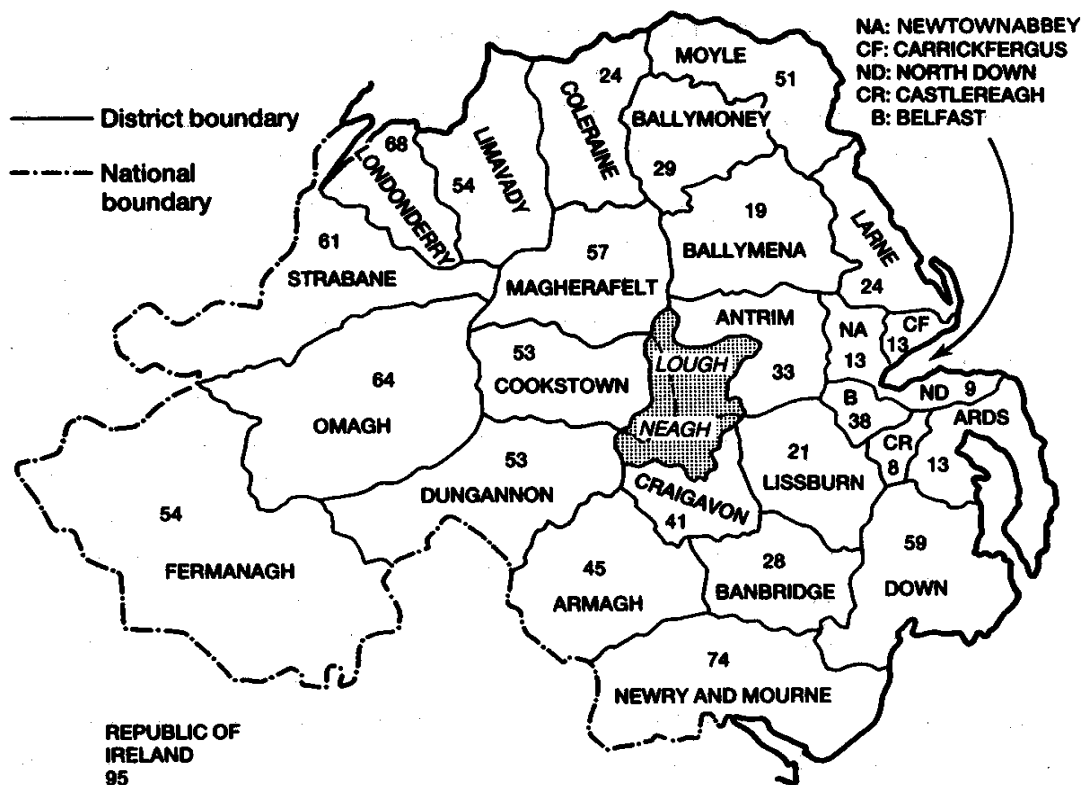 NA: NEWTOWNABBEY
CF: CARRICKFERGUS
ND: NORTH DOWN
CR: CASTLEREAGH
B: BELFAST
District boundary
National
boundary
MOYLE
51
24
COLERAINE
BALLYMONEY
29
68
LONDONDERRY
LIMAVADY
54
19
BALLYMENA
LARNE
24
61
STRABANE
57
MAGHERAFELT
ANTRIM
33
NA
13
CF
13
53
COOKSTOWN
LOUGH
NEAGH
64
OMAGH
B
38
ND 9
ARDS
13
CR
8
21
LISSBURN
53
DUNGANNON
CRAIGAVON
41
54
FERMANAGH
45
ARMAGH
28
BANBRIDGE
59
DOWN
74
NEWRY AND MOURNE
REPUBLIC OF
IRELAND
95